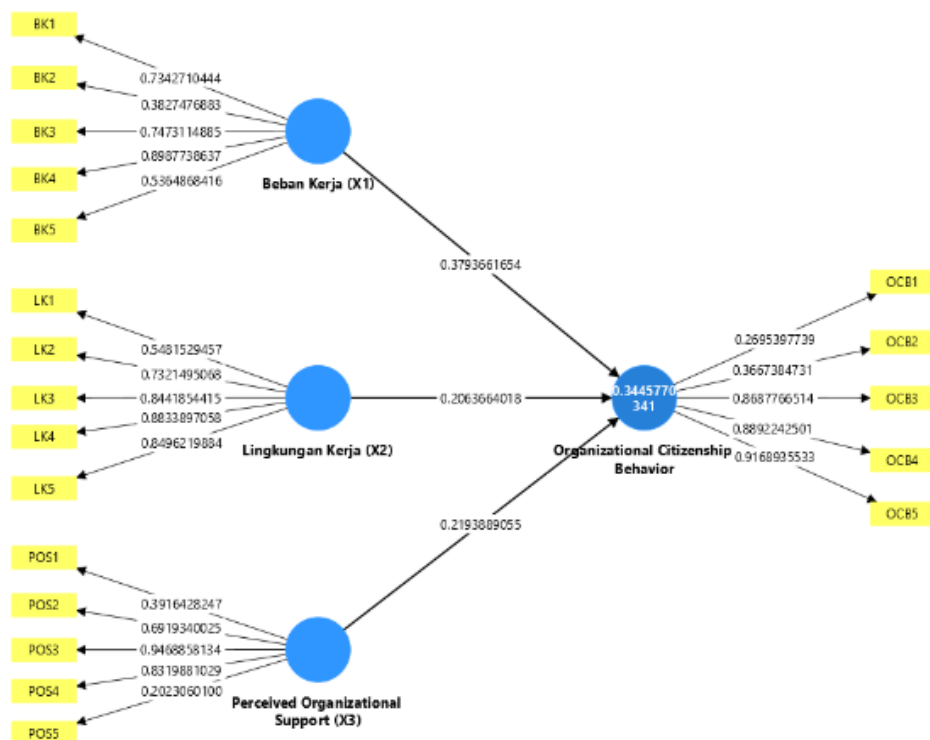 BK1
BK2
BK3
BK4
BK5
0.7342710444
0.3827476883
0.7473114885
0.8987738637
0.5364868416
Beban Kerja (X1)
0.3793661654
LK1
LK2
LK3
LK4
LK5
0.5481529457
0.7321495068
0.8441854415
0.8833897058
0.8496219884
Lingkungan Kerja (X2)
0.2063664018
POS1
POS2
POS3
POS4
POS5
0.3916428247
0.6919340025
0.9468858134
0.8319881029
0.2023060100
Perceived Organizational
Support (X3)
0.2193889055
0.3445770
341
Organizational Citizenship
Behavior
0.2695397739
0.3667384731
0.8687766514
0.8892242501
0.9168935533
OCB1
OCB2
OCB3
OCB4
OCB5